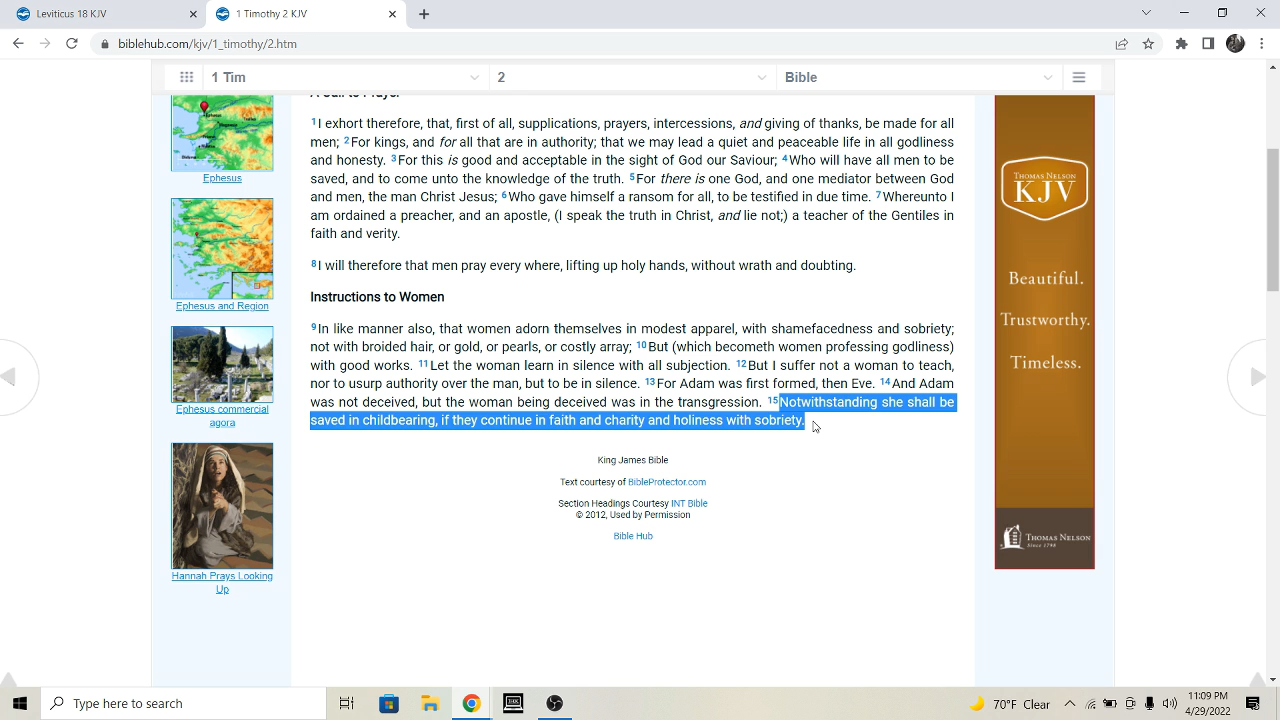 Leviticus 18 KJV
1 Timothy 2 KJV
biblehub.com/kjv/1_timothy/2.htm
1 Tim
2
Bible
A Call to Prayer
1I exhort therefore, that, first of all, supplications, prayers, intercessions, and giving of thanks, be made for all
men; 2For kings, and for all that are in authority; that we may lead a quiet and peaceable life in all godliness
and honesty. 3For this is good and acceptable in the sight of God our Saviour; 4Who will have all men to be
saved, and to come unto the knowledge of the truth. 5For there is one God, and one mediator between God
and men, the man Christ Jesus; 6Who gave himself a ransom for all, to be testified in due time. 7Whereunto I
am ordained a preacher, and an apostle, (I speak the truth in Christ, and lie not;) a teacher of the Gentiles in
faith and verity.
8I will therefore that men pray every where, lifting up holy hands, without wrath and doubting.
Instructions to Women
9In like manner also, that women adorn themselves in modest apparel, with shamefacedness and sobriety;
not with broided hair, or gold, or pearls, or costly array; 10But (which becometh women professing godliness)
with good works. 11Let the woman learn in silence with all subjection. 12But I suffer not a woman to teach,
nor to usurp authority over the man, but to be in silence. 13For Adam was first formed, then Eve. 14And Adam
was not deceived, but the woman being deceived was in the transgression. 15Notwithstanding she shall be
saved in childbearing, if they continue in faith and charity and holiness with sobriety.
King James Bible
Text courtesy of BibleProtector.com
Section Headings Courtesy INT Bible
© 2012, Used by Permission
Bible Hub
Ephesus
Ephesus and Region
Ephesus commercial
agora
Hannah Prays Looking
Up
THOMAS NELSON
KJV
Beautiful.
Trustworthy.
Timeless.
THOMAS NELSON
Since 1798
Type here to search
70°F Clear
11:09 PM
4/29/2022